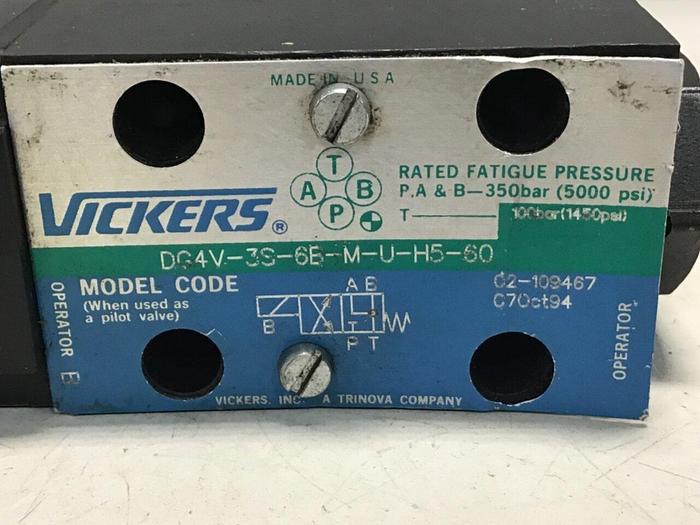 MADE IN U.S.A
T
A B
P
VICKERS®
RATED FATIGUE PRESSURE
P,A & B—350bar (5000 psi)
T 100bar(1450psi)
DG4V-3S-6B-M-U-H5-60
MODEL CODE
(When used as
a pilot valve)
02-109467
C7Oct94
A B
B
P T
OPERATOR B
OPERATOR
VICKERS, INC. A TRINOVA COMPANY